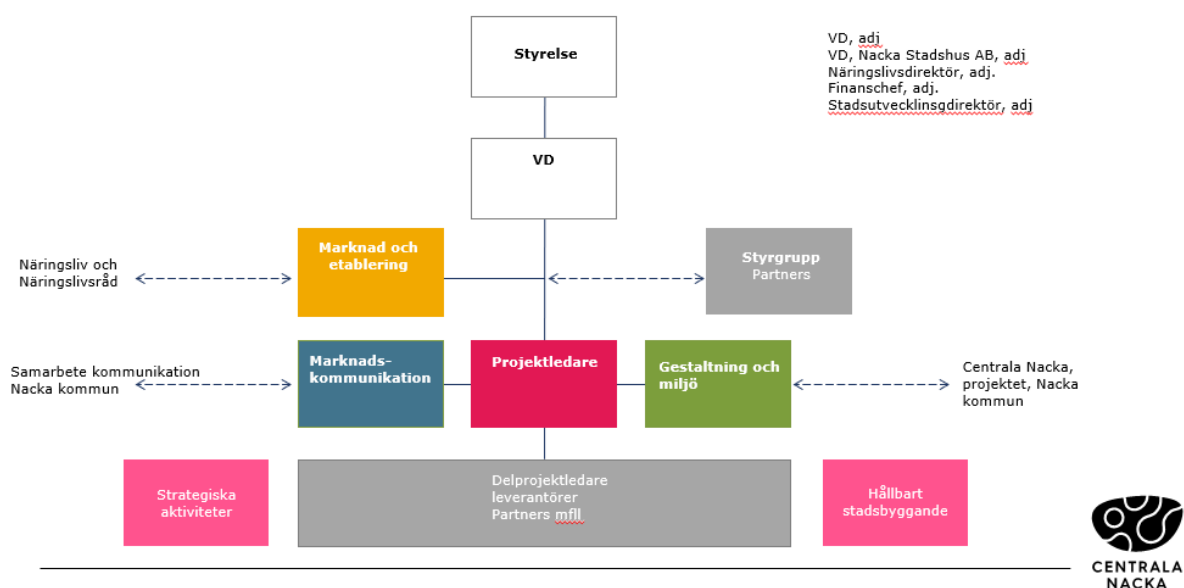 Styrelse
VD, adj
VD, Nacka Stadshus AB, adj
Näringslivsdirektör, adj.
Finanschef, adj.
Stadsutvecklinsgdirektör, adj
VD
Marknad och
etablering
Näringsliv och
Näringslivsråd
Styrgrupp
Partners
Marknads-
kommunikation
Projektledare
Gestaltning och
miljö
Samarbete kommunikation
Nacka kommun
Centrala Nacka,
projektet, Nacka
kommun
Strategiska
aktiviteter
Delprojektledare
leverantörer
Partners mfll
Hållbart
stadsbyggande
CENTRALA
NACKA